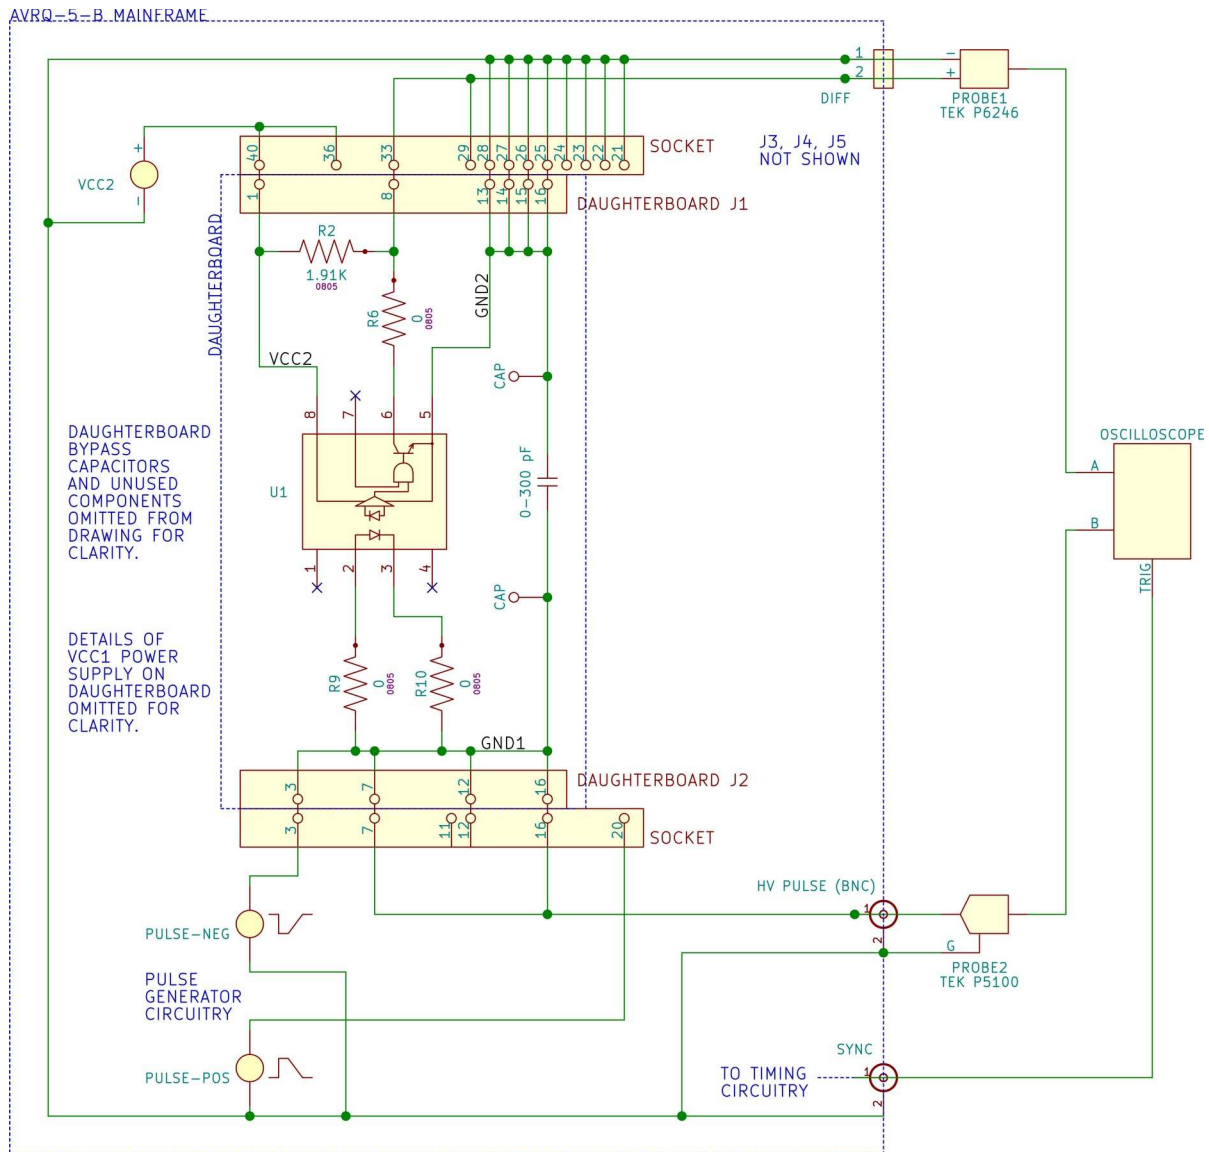 AVRQ-5-B MAINFRAME
1
2
DIFF
-
+
PROBE1
TEK P6246
J3, J4, J5
NOT SHOWN
+
VCC2
-
40
36
33
29
28
27
26
25
24
23
22
21
SOCKET
1
8
13
14
15
16
DAUGHTERBOARD J1
DAUGHTERBOARD
R2
1.91K
0805
R6
0
0805
GND2
VCC2
CAP
8
7
6
5
U1
0-300 pF
1
2
3
4
CAP
DAUGHTERBOARD
BYPASS
CAPACITORS
AND UNUSED
COMPONENTS
OMITTED FROM
DRAWING FOR
CLARITY.
OSCILLOSCOPE
A
B
TRIG
DETAILS OF
VCC1 POWER
SUPPLY ON
DAUGHTERBOARD
OMITTED FOR
CLARITY.
R9
0
0805
R10
0
0805
GND1
3
7
12
16
DAUGHTERBOARD J2
3
7
11
12
16
20
SOCKET
PULSE-NEG
PULSE
GENERATOR
CIRCUITRY
PULSE-POS
HV PULSE (BNC)
1
2
G
PROBE2
TEK P5100
SYNC
TO TIMING
CIRCUITRY
1
2